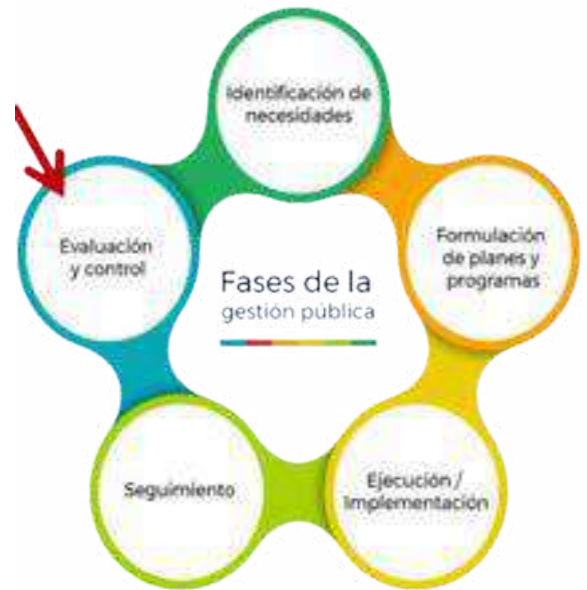 Identificación de
necesidades
Formulación
de planes y
programas
Ejecución /
Implementación
Seguimiento
Evaluación
y control
Fases de la
gestión pública